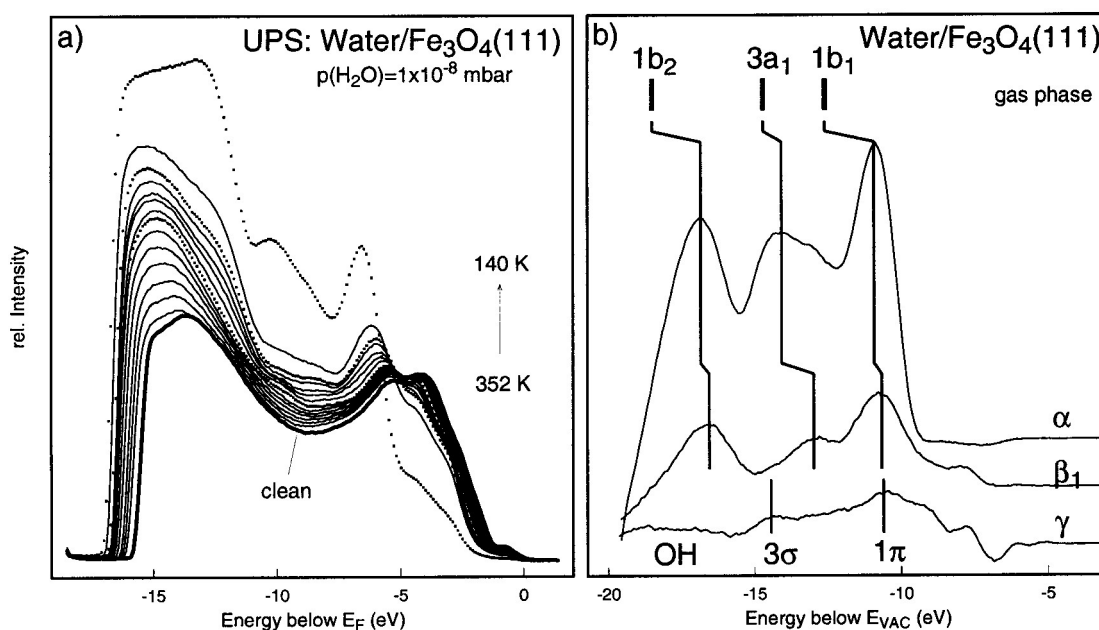 a)
UPS: Water/Fe₃O₄(111)
p(H₂O)=1x10⁻⁸ mbar
rel. Intensity
140 K
352 K
clean
-15
-10
-5
0
Energy below E_F (eV)
b)
Water/Fe₃O₄(111)
1b₂
3a₁
1b₁
gas phase
α
β₁
γ
OH
3σ
1π
-20
-15
-10
-5
Energy below E_VAC (eV)